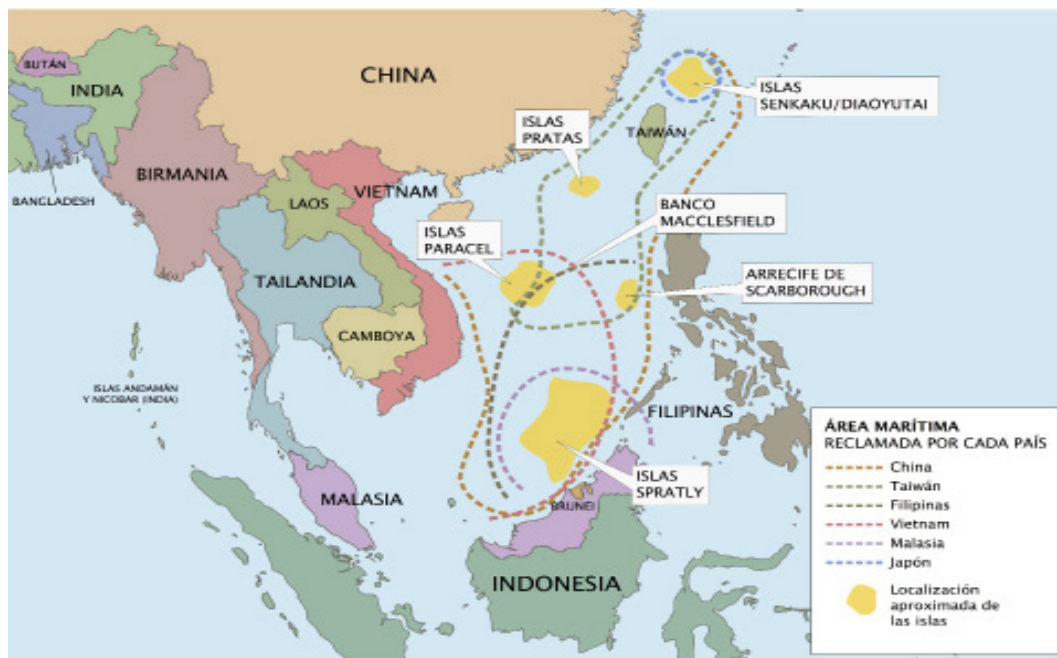 BUTÁN
INDIA
CHINA
BIRMANIA
BANGLADESH
LAOS
VIETNAM
TAILANDIA
CAMBOYA
ISLAS ANDAMÁN
Y NICOBAR (INDIA)
MALASIA
INDONESIA
BRUNEI
FILIPINAS
TAIWÁN
ISLAS
SENKAKU/DIAOYUTAI
ISLAS
PRATAS
BANCO
MACCLESFIELD
ISLAS
PARACEL
ARRECIFE DE
SCARBOROUGH
ISLAS
SPRATLY
ÁREA MARÍTIMA
RECLAMADA POR CADA PAÍS
China
Taiwán
Filipinas
Vietnam
Malasia
Japón
Localización
aproximada de
las islas